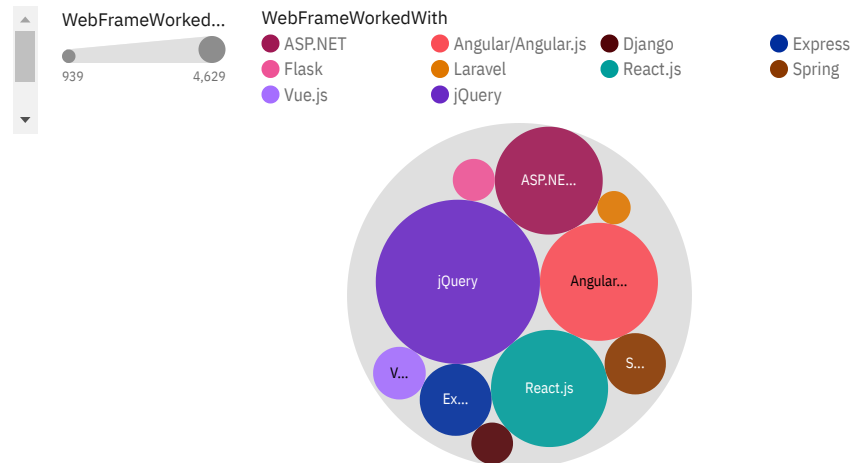 WebFrameWorked...
939 4,629
WebFrameWorkedWith
ASP.NET Angular/Angular.js Django Express
Flask Laravel React.js Spring
Vue.js jQuery
ASP.NE...
jQuery Angular...
S...
V... React.js
Ex...